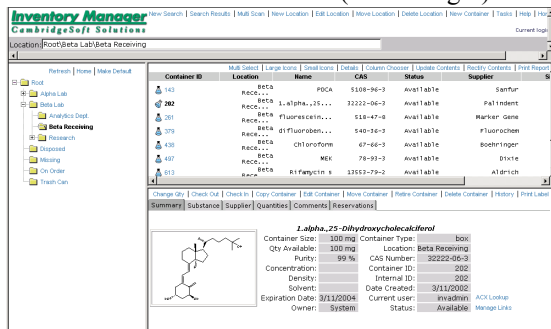 Inventory Manager
CambridgeSoft Solutions
New Search | Search Results | Multi Scan | New Location | Edit Location | Move Location | Delete Location | New Container | Tasks | Help |
Current
Location: Root\Beta Lab\Beta Receiving
Refresh | Home | Make Default
Root
Alpha Lab
Beta Lab
Analytics Dept.
Beta Receiving
Research
Disposed
Missing
On Order
Trash Can
Multi Select | Large Icons | Small Icons | Details | Column Chooser | Update Contents | Rectify Contents | Print Report
Container ID Location Name CAS Status Supplier
143 Beta Rece... PDCA 5108-96-3 Available Sanfur
202 Beta Rece... 1.alpha.,25... 32222-06-3 Available Palindent
261 Beta Rece... fluorescein... 518-47-8 Available Marker Gene
379 Beta Rece... difluoroben... 540-36-3 Available Fluorochem
438 Beta Rece... Chloroform 67-66-3 Available Boehringer
497 Beta Rece... MEK 78-93-3 Available Dixie
613 Beta Rifamycin s 13553-79-2 Available Aldrich
Change Qty | Check Out | Check In | Copy Container | Edit Container | Move Container | Retire Container | Delete Container | History | Print Label
Summary Substance Supplier Quantities Comments Reservations
1.alpha.,25-Dihydroxycholecalciferol
Container Size: 100 mg Container Type: box
Qty Available: 100 mg Location: Beta Receiving
Purity: 99 % CAS Number: 32222-06-3
Concentration: Container ID: 202
Density: Internal ID: 202
Solvent: Date Created: 3/11/2002
Expiration Date: 3/11/2004 Current user: invadmin ACX Lookup
Owner: System Status: Available Manage Links